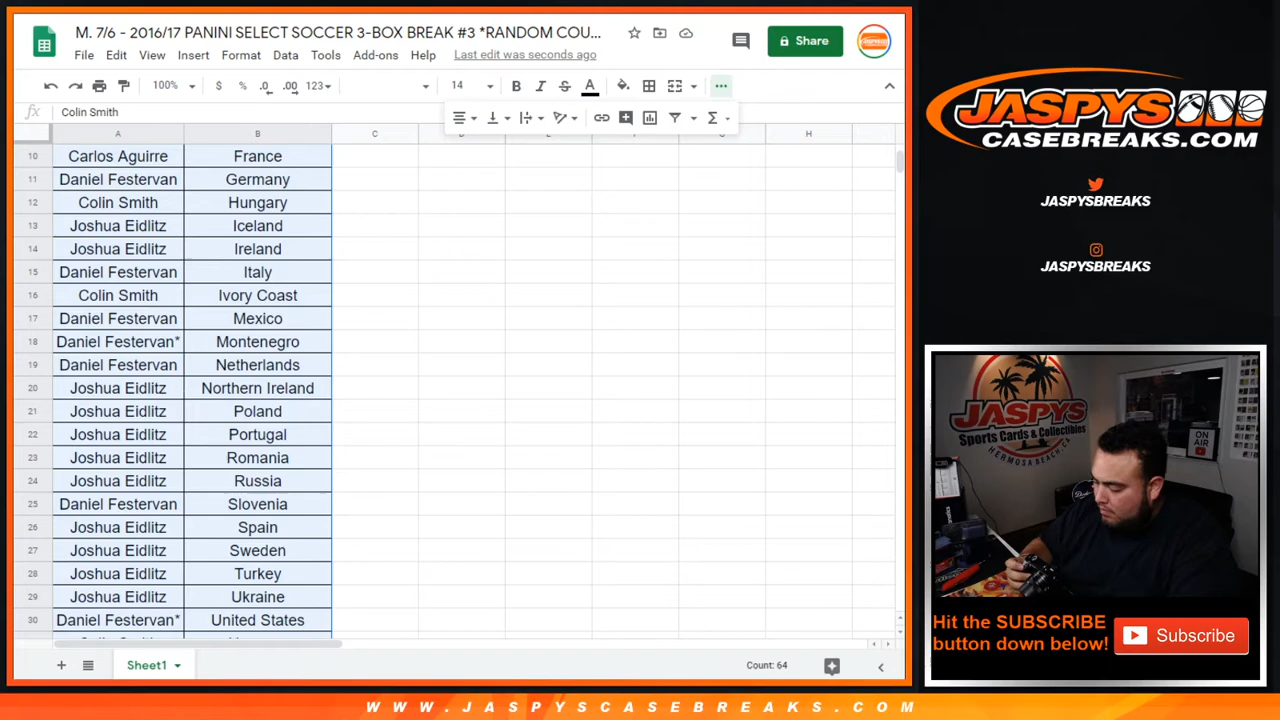 M. 7/6 - 2016/17 PANINI SELECT SOCCER 3-BOX BREAK #3 *RANDOM COU...
Share
File Edit View Insert Format Data Tools Add-ons Help Last edit was seconds ago
100% $ % .0 .00 123 14 B I S A
fx Colin Smith
A B C D E F G H
10 Carlos Aguirre France
11 Daniel Festervan Germany
12 Colin Smith Hungary
13 Joshua Eidlitz Iceland
14 Joshua Eidlitz Ireland
15 Daniel Festervan Italy
16 Colin Smith Ivory Coast
17 Daniel Festervan Mexico
18 Daniel Festervan* Montenegro
19 Daniel Festervan Netherlands
20 Joshua Eidlitz Northern Ireland
21 Joshua Eidlitz Poland
22 Joshua Eidlitz Portugal
23 Joshua Eidlitz Romania
24 Joshua Eidlitz Russia
25 Daniel Festervan Slovenia
26 Joshua Eidlitz Spain
27 Joshua Eidlitz Sweden
28 Joshua Eidlitz Turkey
29 Joshua Eidlitz Ukraine
30 Daniel Festervan* United States
Sheet1
Count: 64
JASPYS
CASEBREAKS.COM
JASPYSBREAKS
JASPYSBREAKS
JASPYS
Sports Cards & Collectibles
HERMOSA BEACH, CA
ON AIR
Hit the SUBSCRIBE
button down below!
Subscribe
WWW.JASPYSCASEBREAKS.COM